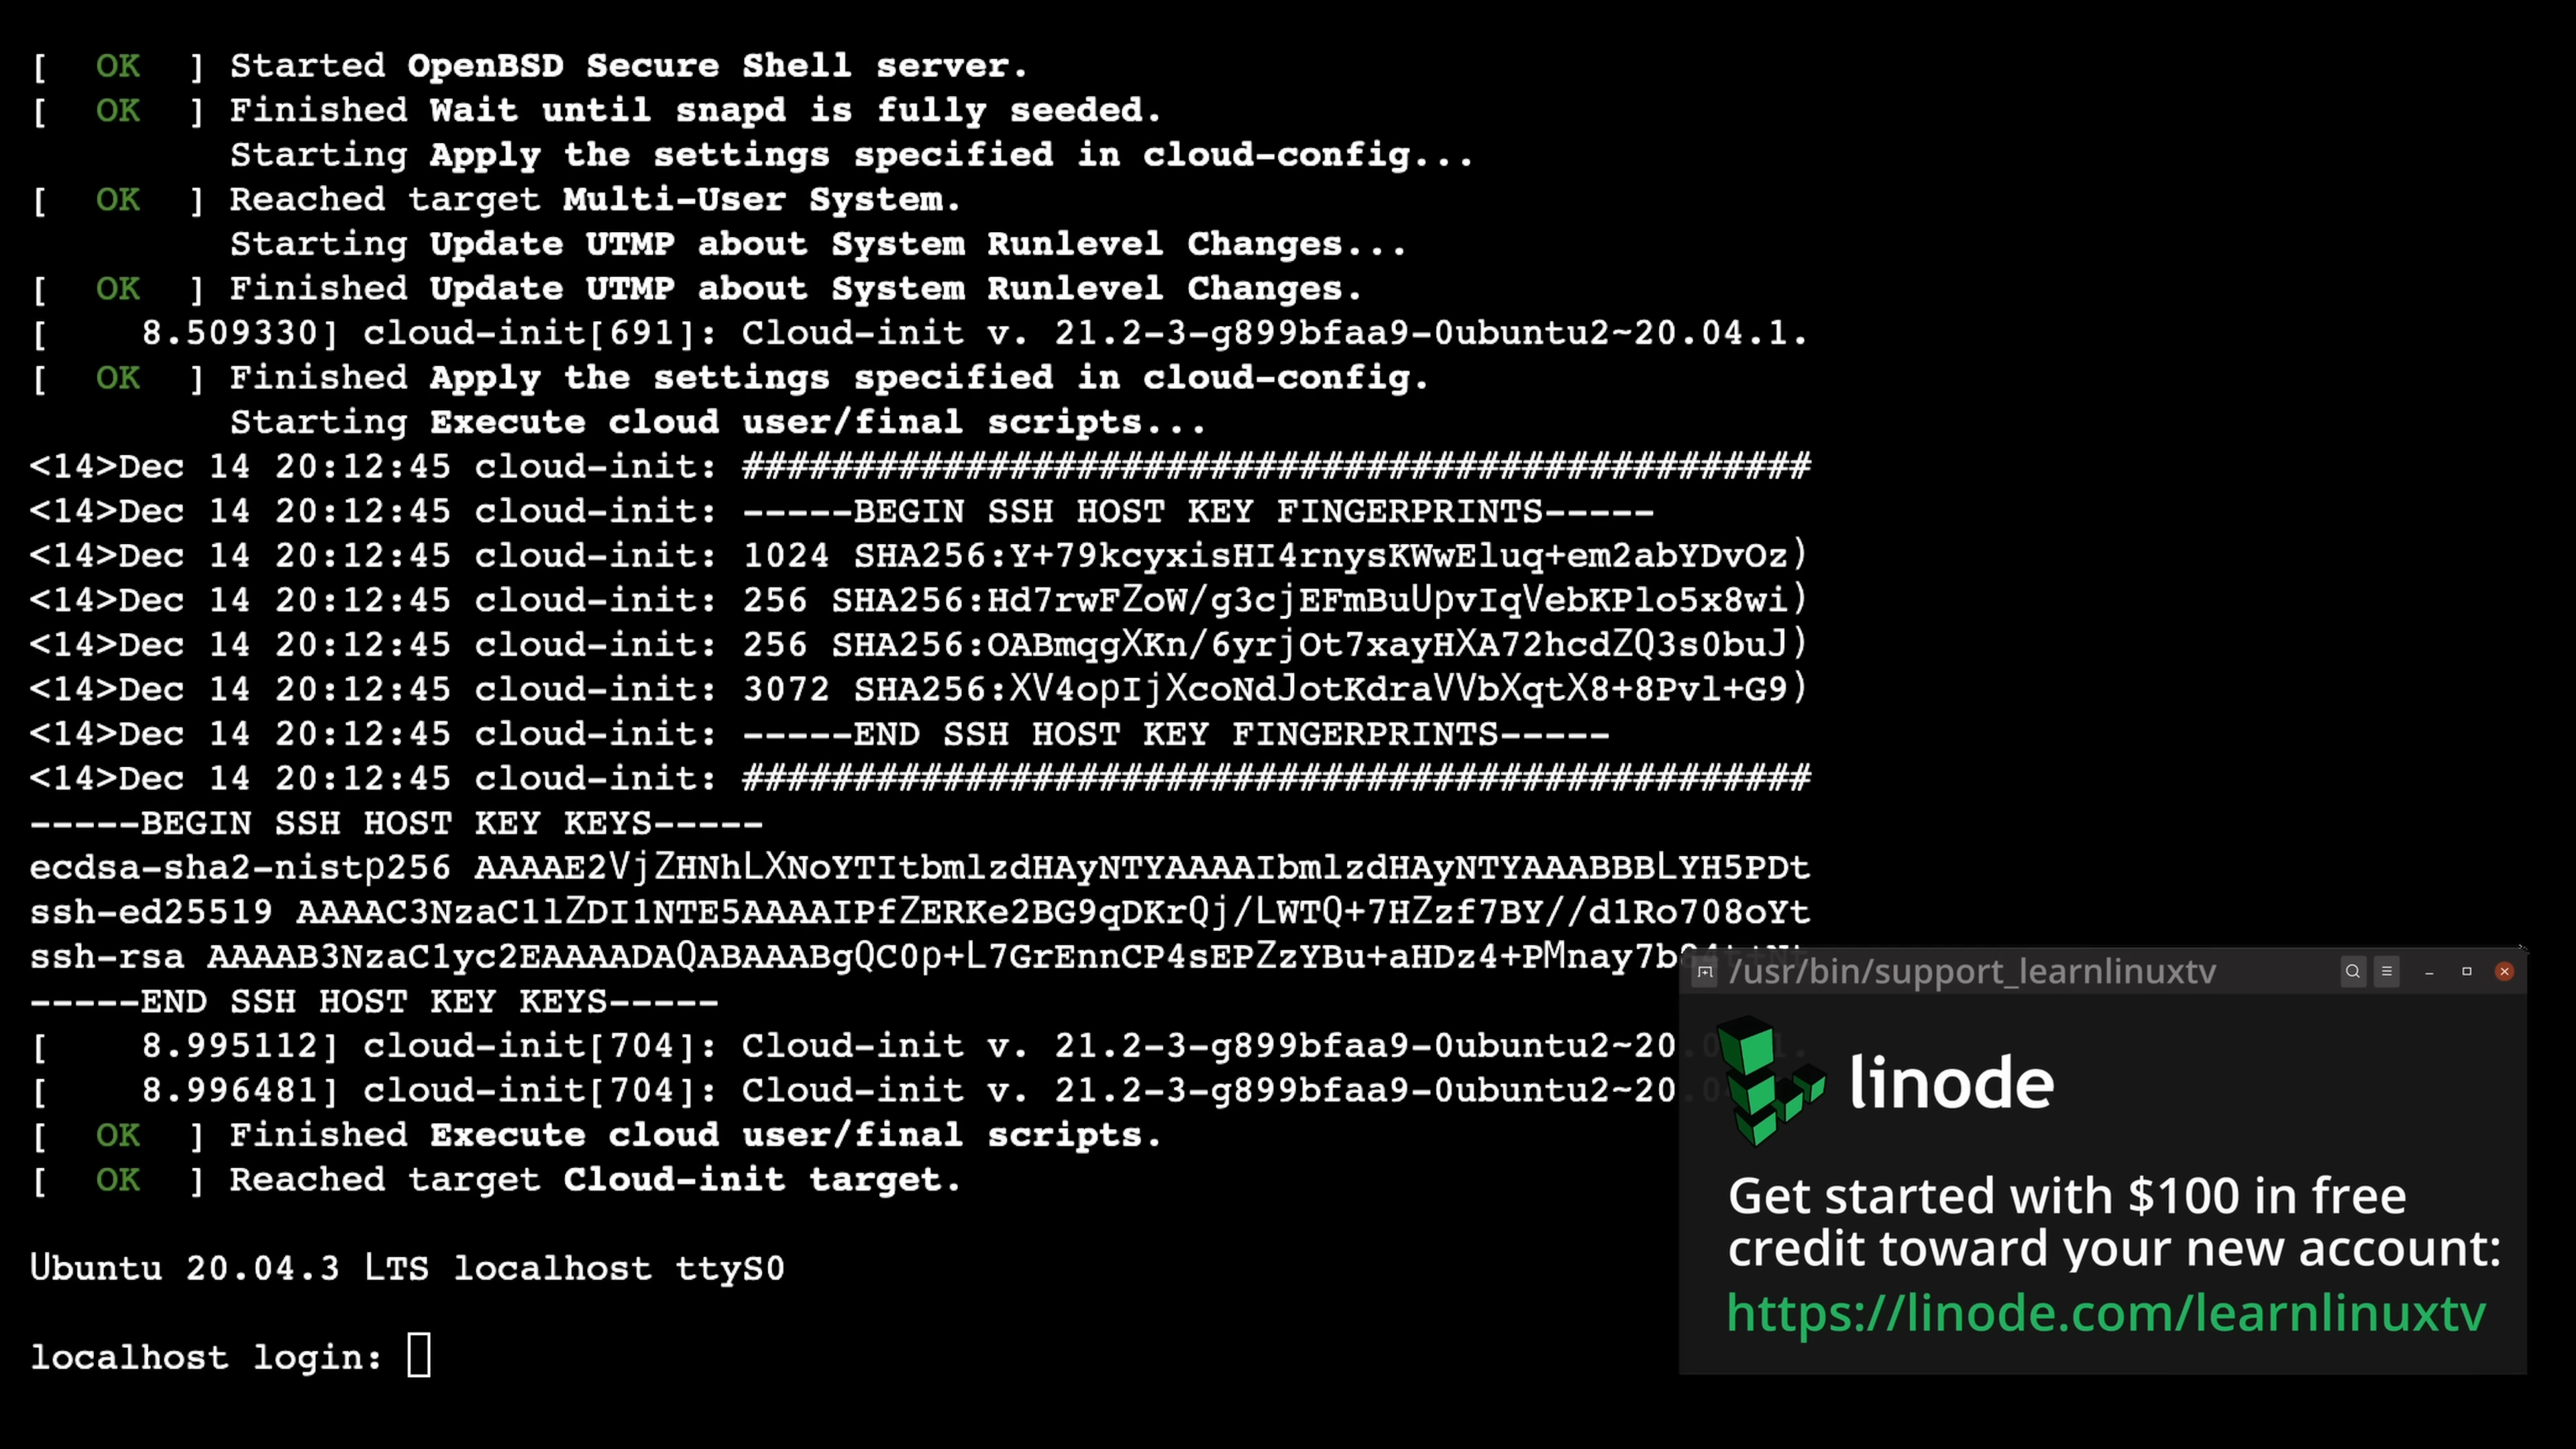 [  OK  ] Started OpenBSD Secure Shell server.
[  OK  ] Finished Wait until snapd is fully seeded.
Starting Apply the settings specified in cloud-config...
[  OK  ] Reached target Multi-User System.
Starting Update UTMP about System Runlevel Changes...
[  OK  ] Finished Update UTMP about System Runlevel Changes.
[    8.509330] cloud-init[691]: Cloud-init v. 21.2-3-g899bfaa9-0ubuntu2~20.04.1.
[  OK  ] Finished Apply the settings specified in cloud-config.
Starting Execute cloud user/final scripts...
<14>Dec 14 20:12:45 cloud-init: ################################################
<14>Dec 14 20:12:45 cloud-init: -----BEGIN SSH HOST KEY FINGERPRINTS-----
<14>Dec 14 20:12:45 cloud-init: 1024 SHA256:Y+79kcyxisHI4rnysKWwEluq+em2abYDvOz)
<14>Dec 14 20:12:45 cloud-init: 256 SHA256:Hd7rwFZoW/g3cjEFmBuUpvIqVebKPlo5x8wi)
<14>Dec 14 20:12:45 cloud-init: 256 SHA256:OABmqgXKn/6yrjOt7xayHXA72hcdZQ3s0buJ)
<14>Dec 14 20:12:45 cloud-init: 3072 SHA256:XV4opIjXcoNdJotKdraVVbXqtX8+8Pvl+G9)
<14>Dec 14 20:12:45 cloud-init: -----END SSH HOST KEY FINGERPRINTS-----
<14>Dec 14 20:12:45 cloud-init: ################################################
-----BEGIN SSH HOST KEY KEYS-----
ecdsa-sha2-nistp256 AAAAE2VjZHNhLXNoYTItbmlzdHAyNTYAAAAIbmlzdHAyNTYAAABBBLYH5PDt
ssh-ed25519 AAAAC3NzaC1lZDI1NTE5AAAAIPfZERKe2BG9qDKrQj/LWTQ+7HZzf7BY//d1Ro708oYt
ssh-rsa AAAAB3NzaC1yc2EAAAADAQABAAABgQC0p+L7GrEnnCP4sEPZzYBu+aHDz4+PMnay7b
-----END SSH HOST KEY KEYS-----
[    8.995112] cloud-init[704]: Cloud-init v. 21.2-3-g899bfaa9-0ubuntu2~20
[    8.996481] cloud-init[704]: Cloud-init v. 21.2-3-g899bfaa9-0ubuntu2~20
[  OK  ] Finished Execute cloud user/final scripts.
[  OK  ] Reached target Cloud-init target.
Ubuntu 20.04.3 LTS localhost ttyS0
localhost login:
/usr/bin/support_learnlinuxtv
linode
Get started with $100 in free
credit toward your new account:
https://linode.com/learnlinuxtv